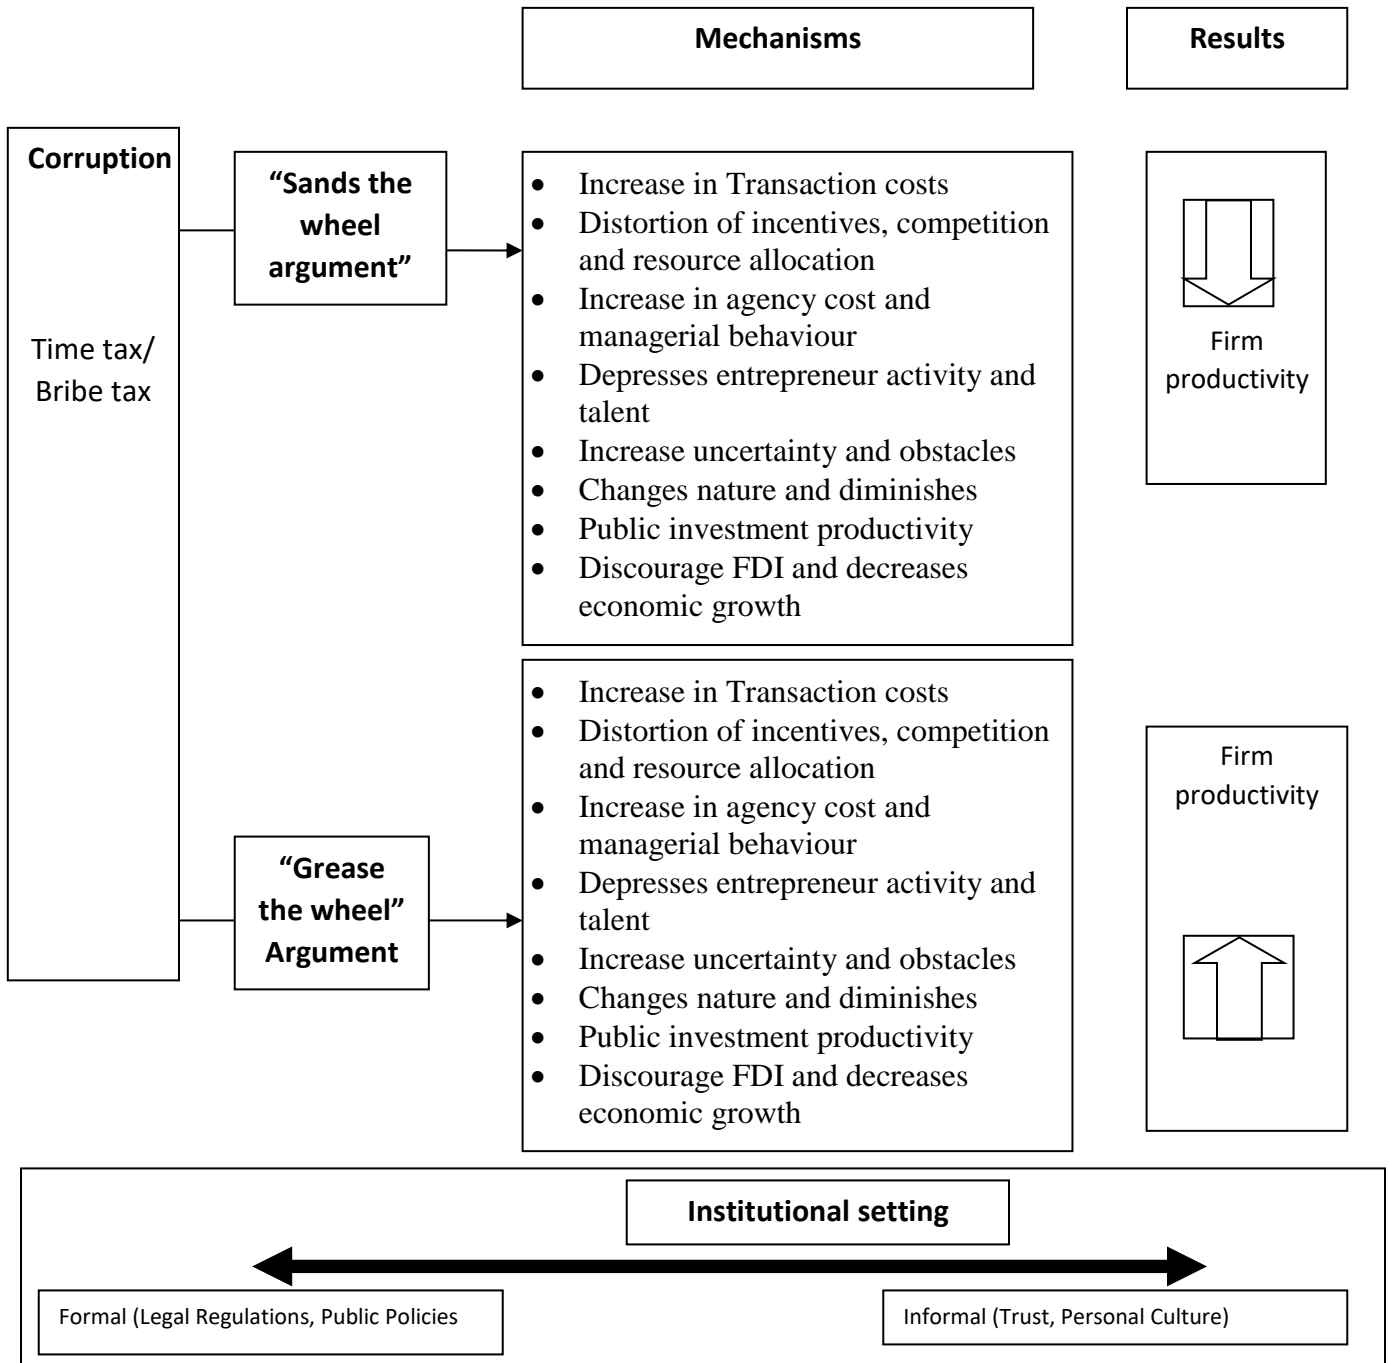 Mechanisms
Results
Corruption
Time tax/
Bribe tax
“Sands the
wheel
argument”
• Increase in Transaction costs
• Distortion of incentives, competition
and resource allocation
• Increase in agency cost and
managerial behaviour
• Depresses entrepreneur activity and
talent
• Increase uncertainty and obstacles
• Changes nature and diminishes
• Public investment productivity
• Discourage FDI and decreases
economic growth
Firm
productivity
“Grease
the wheel”
Argument
• Increase in Transaction costs
• Distortion of incentives, competition
and resource allocation
• Increase in agency cost and
managerial behaviour
• Depresses entrepreneur activity and
talent
• Increase uncertainty and obstacles
• Changes nature and diminishes
• Public investment productivity
• Discourage FDI and decreases
economic growth
Firm
productivity
Institutional setting
Formal (Legal Regulations, Public Policies
Informal (Trust, Personal Culture)